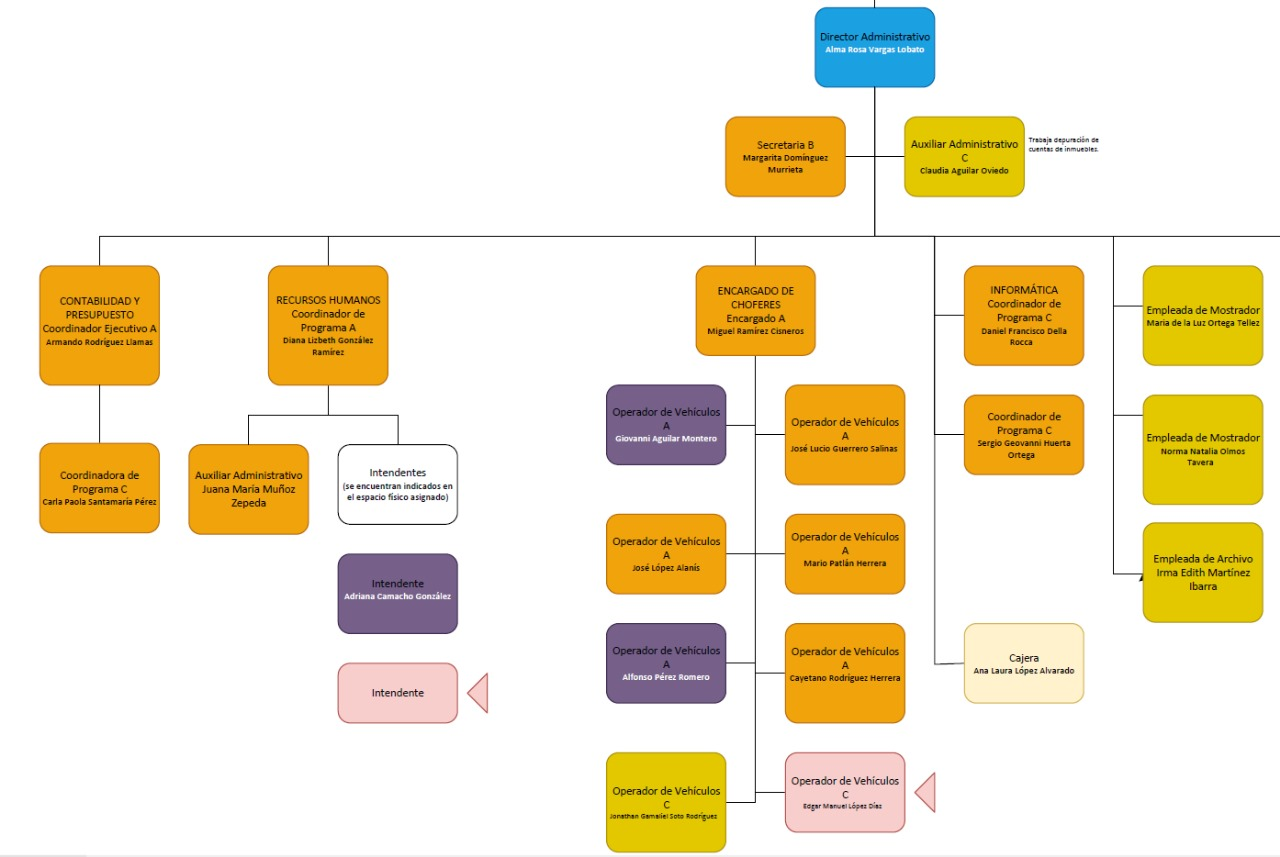 Director Administrativo
Alma Rosa Vargas Lobato
Secretaria B
Margarita Domínguez
Murrieta
Auxiliar Administrativo
C
Claudia Aguilar Oviedo
Trabaja depuración de
cuentas de inmuebles.
CONTABILIDAD Y
PRESUPUESTO
Coordinador Ejecutivo A
Armando Rodríguez Llamas
RECURSOS HUMANOS
Coordinador de
Programa A
Diana Lizbeth González
Ramírez
ENCARGADO DE
CHOFERES
Encargado A
Miguel Ramírez Cisneros
INFORMÁTICA
Coordinador de
Programa C
Daniel Francisco Della
Rocca
Empleada de Mostrador
Maria de la Luz Ortega Tellez
Coordinadora de
Programa C
Carla Paola Santamaría Pérez
Auxiliar Administrativo
Juana María Muñoz
Zepeda
Intendentes
(se encuentran indicados en
el espacio físico asignado)
Intendente
Adriana Camacho González
Intendente
Operador de Vehículos
A
Giovanni Aguilar Montero
Operador de Vehículos
A
José Lucio Guerrero Salinas
Operador de Vehículos
A
José López Alanís
Operador de Vehículos
A
Mario Patlán Herrera
Operador de Vehículos
A
Alfonso Pérez Romero
Operador de Vehículos
A
Cayetano Rodríguez Herrera
Operador de Vehículos
C
Jonathan Gamaliel Soto Rodríguez
Operador de Vehículos
C
Edgar Manuel López Díaz
Coordinador de
Programa C
Sergio Geovanni Huerta
Ortega
Cajera
Ana Laura López Alvarado
Empleada de Mostrador
Norma Natalia Olmos
Tavera
Empleada de Archivo
Irma Edith Martínez
Ibarra